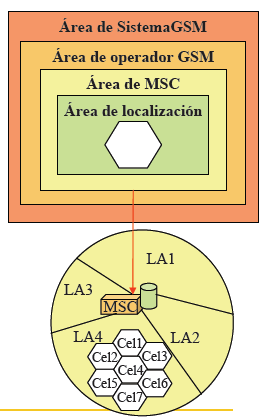 Área de SistemaGSM
Área de operador GSM
Área de MSC
Área de localización
LA1
LA3
MSC
LA4
LA2
Cel1
Cel2
Cel3
Cel4
Cel5
Cel6
Cel7